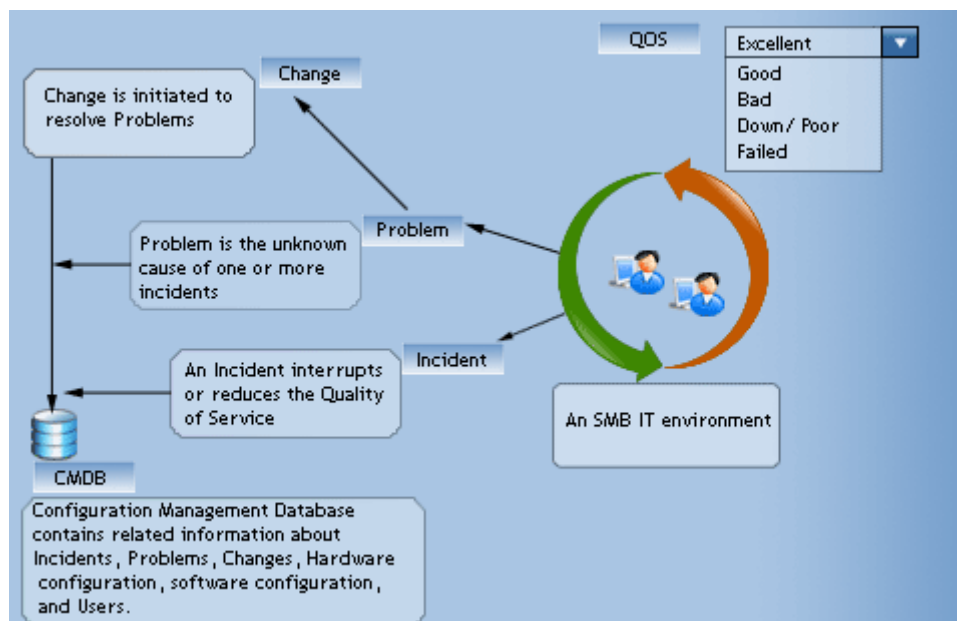 QOS
Excellent
Good
Bad
Down/ Poor
Failed
Change
Change is initiated to
resolve Problems
Problem
Problem is the unknown
cause of one or more
incidents
Incident
An Incident interrupts
or reduces the Quality
of Service
An SMB IT environment
CMDB
Configuration Management Database
contains related information about
Incidents, Problems, Changes, Hardware
configuration, software configuration,
and Users.